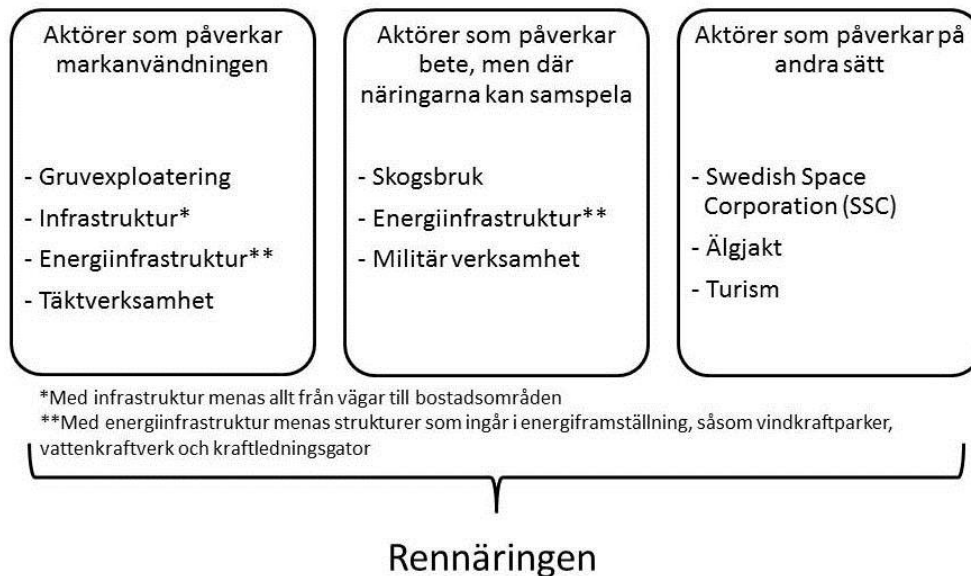 Aktörer som påverkar
markanvändningen
- Gruvexploatering
- Infrastruktur*
- Energiinfrastruktur**
- Täktverksamhet
Aktörer som påverkar
bete, men där
näringarna kan samspela
- Skogsbruk
- Energiinfrastruktur**
- Militär verksamhet
Aktörer som påverkar på
andra sätt
- Swedish Space
Corporation (SSC)
- Älgjakt
- Turism
*Med infrastruktur menas allt från vägar till bostadsområden
**Med energiinfrastruktur menas strukturer som ingår i energiframställning, såsom vindkraftparker,
vattenkraftverk och kraftledningsgator
Rennäringen